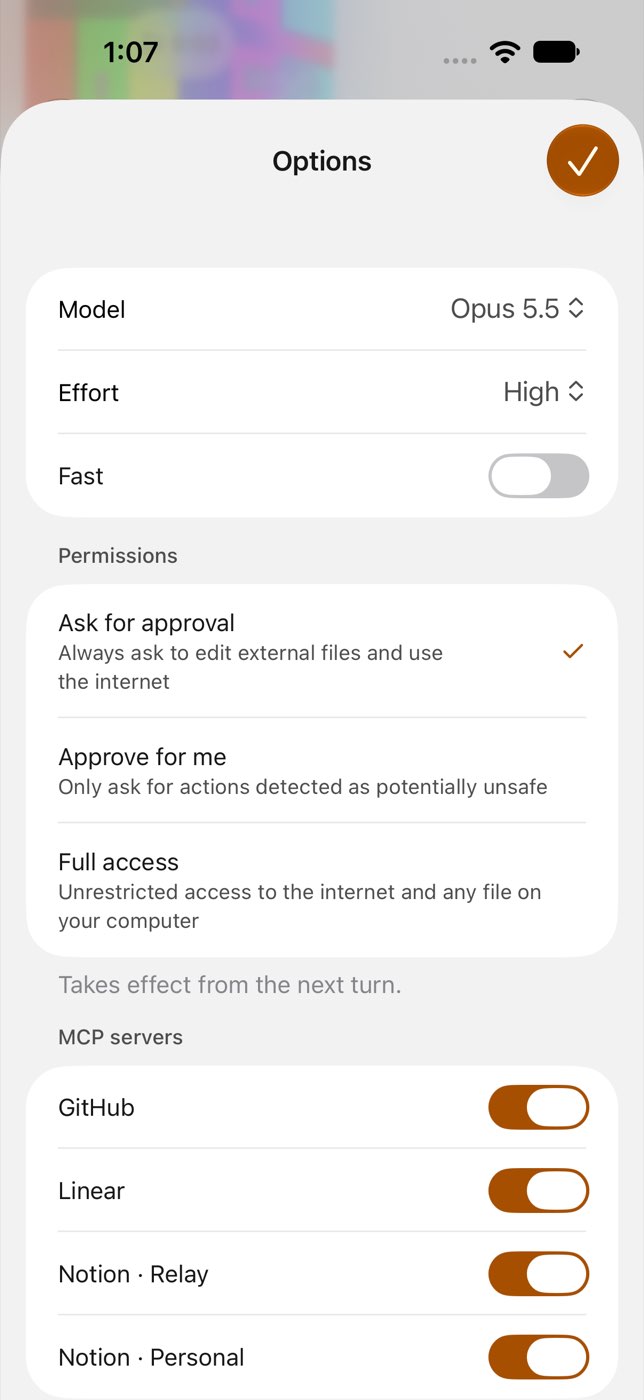 1:07
Options
Model
Opus 5.5
Effort
High
Fast
Permissions
Ask for approval
Always ask to edit external files and use
the internet
Approve for me
Only ask for actions detected as potentially unsafe
Full access
Unrestricted access to the internet and any file on
your computer
Takes effect from the next turn.
MCP servers
GitHub
Linear
Notion · Relay
Notion · Personal